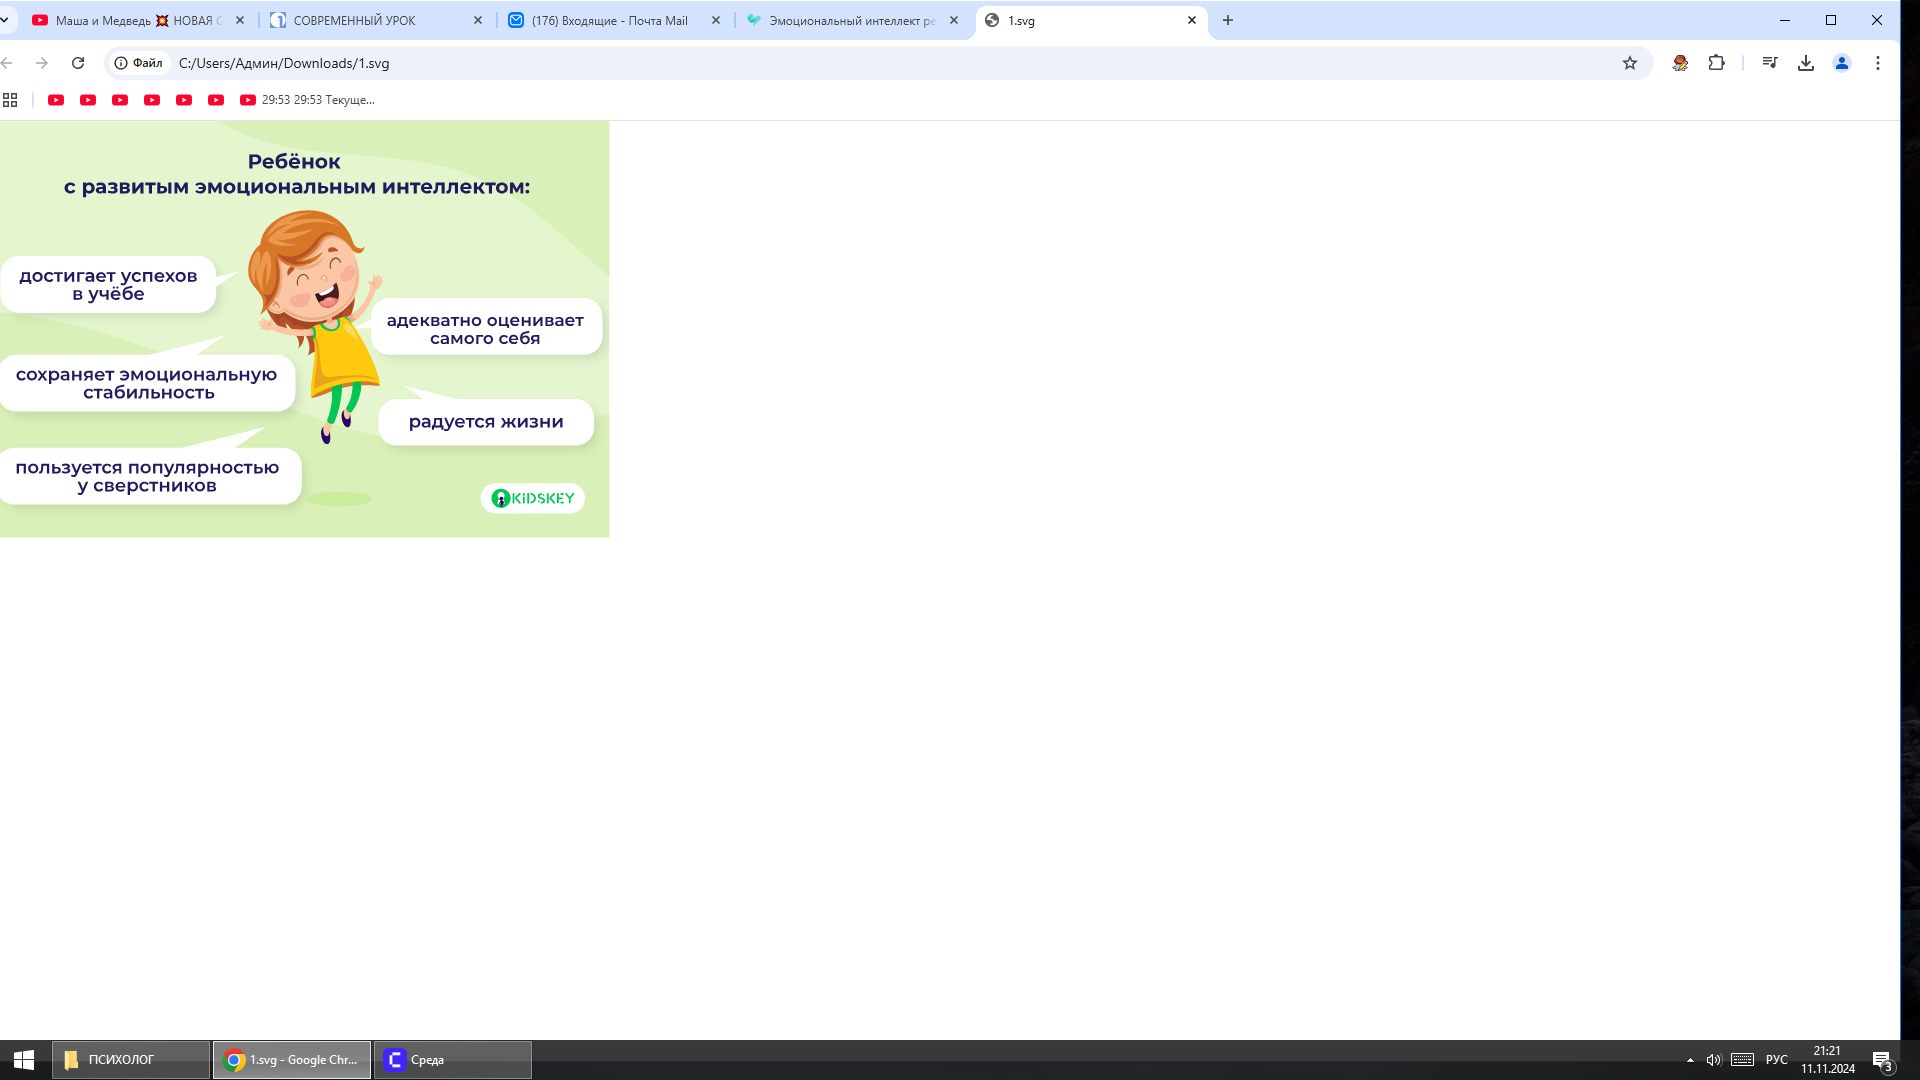 Маша и Медведь 💥 НОВАЯ С
СОВРЕМЕННЫЙ УРОК
(176) Входящие - Почта Mail
Эмоциональный интеллект ре
1.svg
Файл
C:/Users/Админ/Downloads/1.svg
29:53 29:53 Текуще...
Ребёнок
с развитым эмоциональным интеллектом:
достигает успехов
в учёбе
адекватно оценивает
самого себя
сохраняет эмоциональную
стабильность
радуется жизни
пользуется популярностью
у сверстников
KiDSKEY
ПСИХОЛОГ
1.svg - Google Chr...
Среда
РУС
21:21
11.11.2024
3